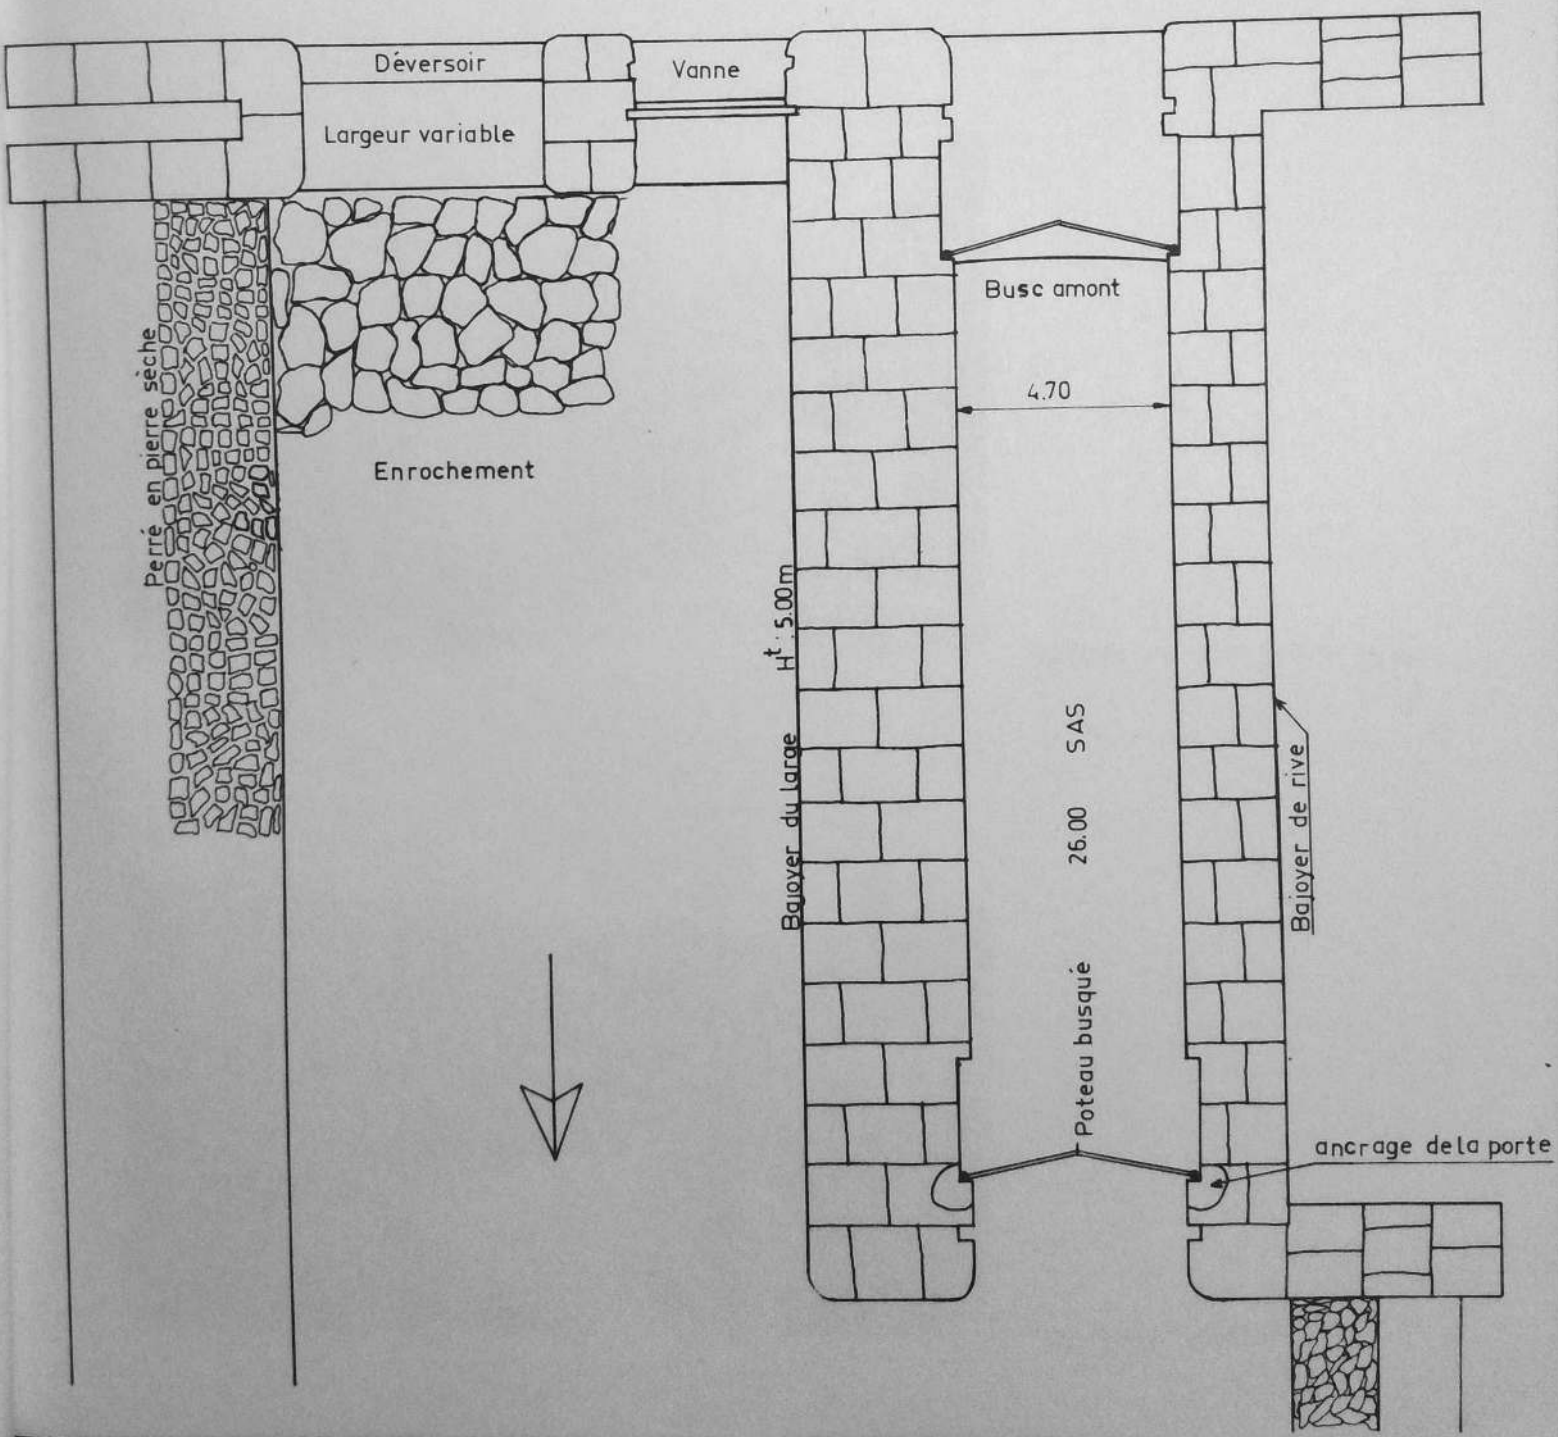 Déversoir
Vanne
Largeur variable
Busc amont
Perré en pierre sèche
4.70
Enrochement
Bajoyer du large Hᵗ: 5.00m
26.00 SAS
Bajoyer de rive
Poteau busqué
ancrage de la porte